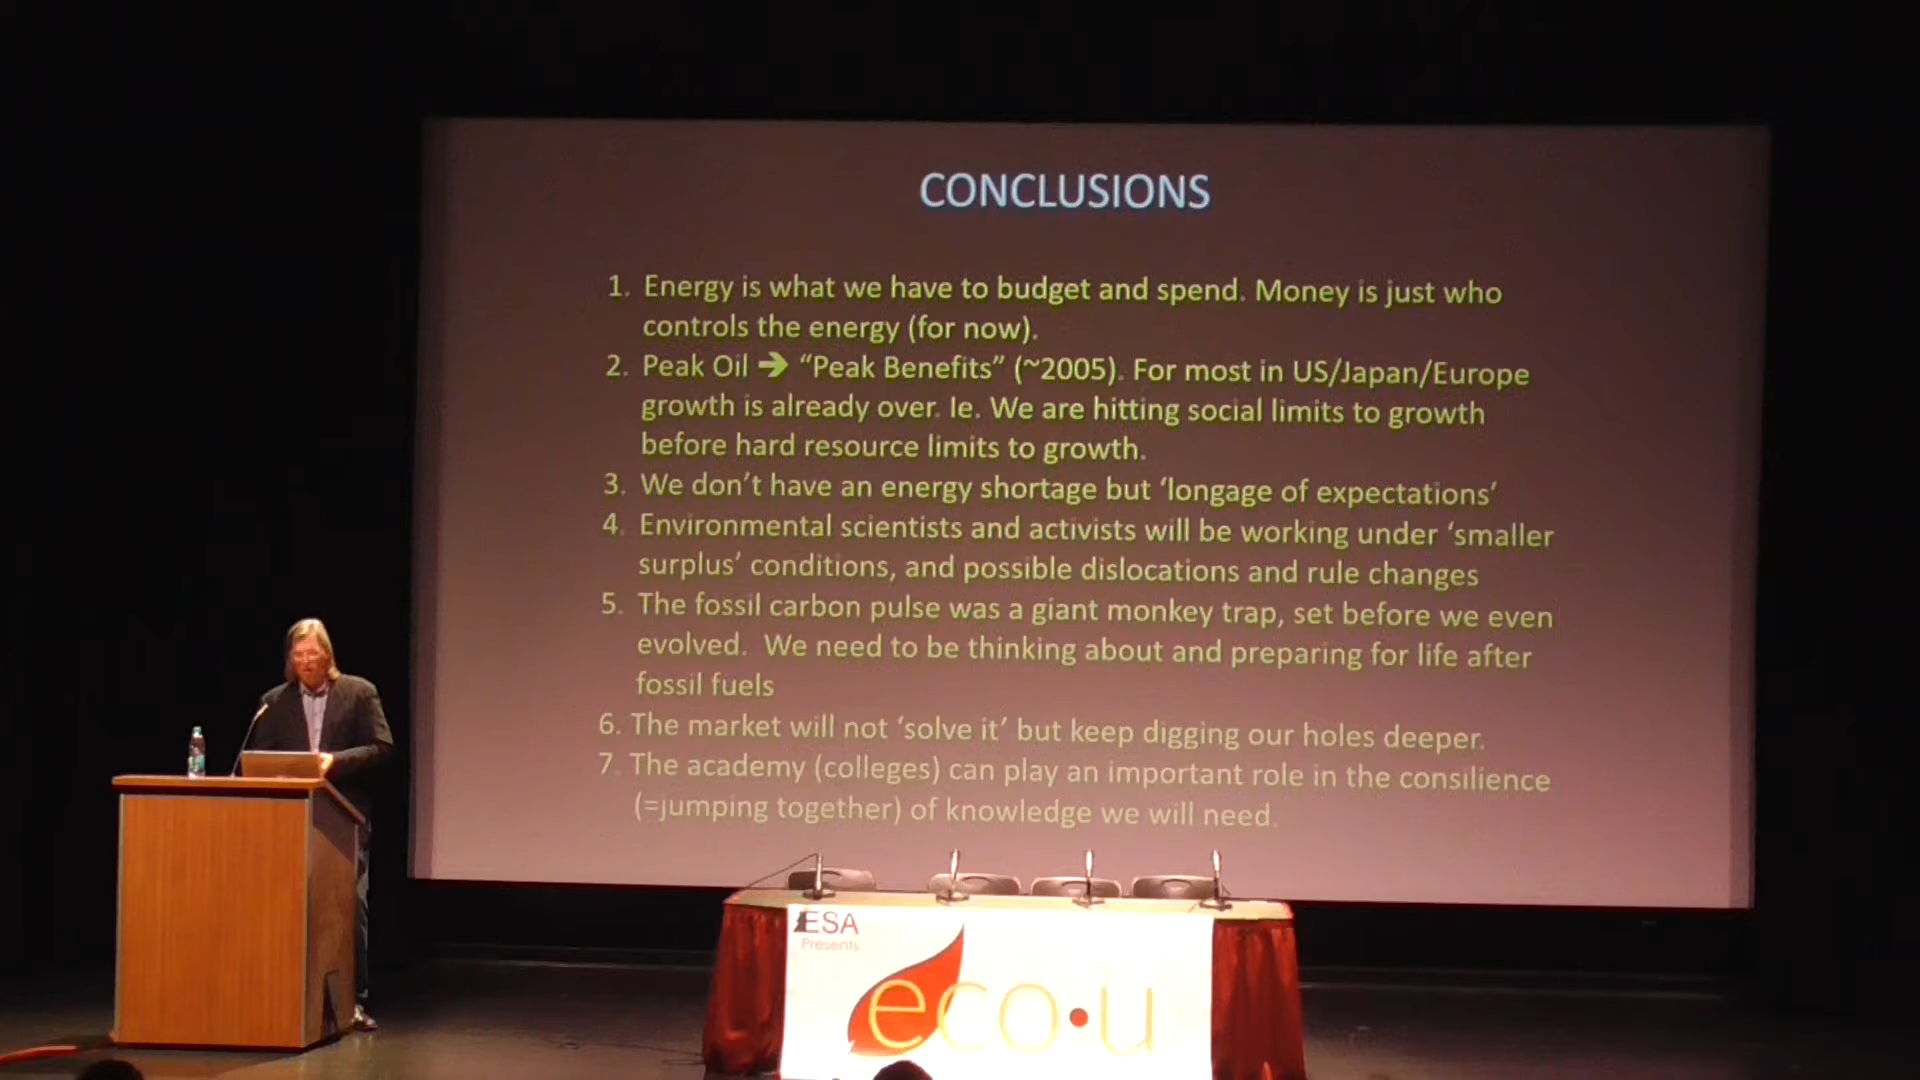 CONCLUSIONS
1. Energy is what we have to budget and spend. Money is just who
controls the energy (for now).
2. Peak Oil ➔ “Peak Benefits” (~2005). For most in US/Japan/Europe
growth is already over. Ie. We are hitting social limits to growth
before hard resource limits to growth.
3. We don’t have an energy shortage but ‘longage of expectations’
4. Environmental scientists and activists will be working under ‘smaller
surplus’ conditions, and possible dislocations and rule changes
5. The fossil carbon pulse was a giant monkey trap, set before we even
evolved. We need to be thinking about and preparing for life after
fossil fuels
6. The market will not ‘solve it’ but keep digging our holes deeper.
7. The academy (colleges) can play an important role in the consilience
(=jumping together) of knowledge we will need.
ESA
Presents
eco·u